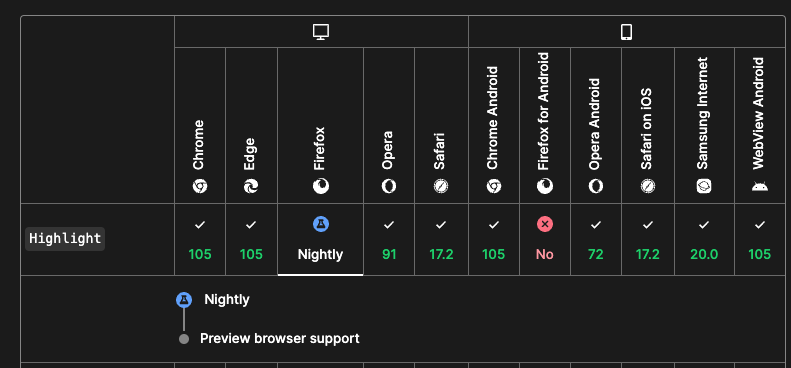 Chrome
Edge
Firefox
Opera
Safari
Chrome Android
Firefox for Android
Opera Android
Safari on iOS
Samsung Internet
WebView Android
Highlight
105
105
Nightly
91
17.2
105
No
72
17.2
20.0
105
Nightly
Preview browser support